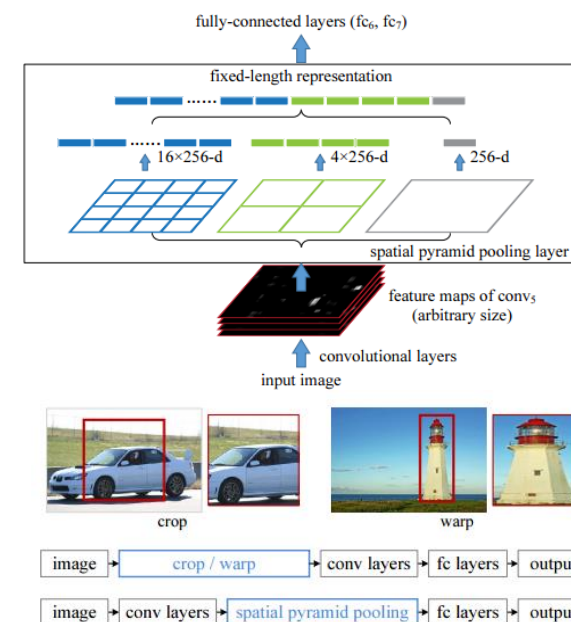 fully-connected layers (fc₆, fc₇)
fixed-length representation
......
......
16×256-d
4×256-d
256-d
spatial pyramid pooling layer
feature maps of conv₅
(arbitrary size)
convolutional layers
input image
crop
warp
image
crop / warp
conv layers
fc layers
output
image
conv layers
spatial pyramid pooling
fc layers
output